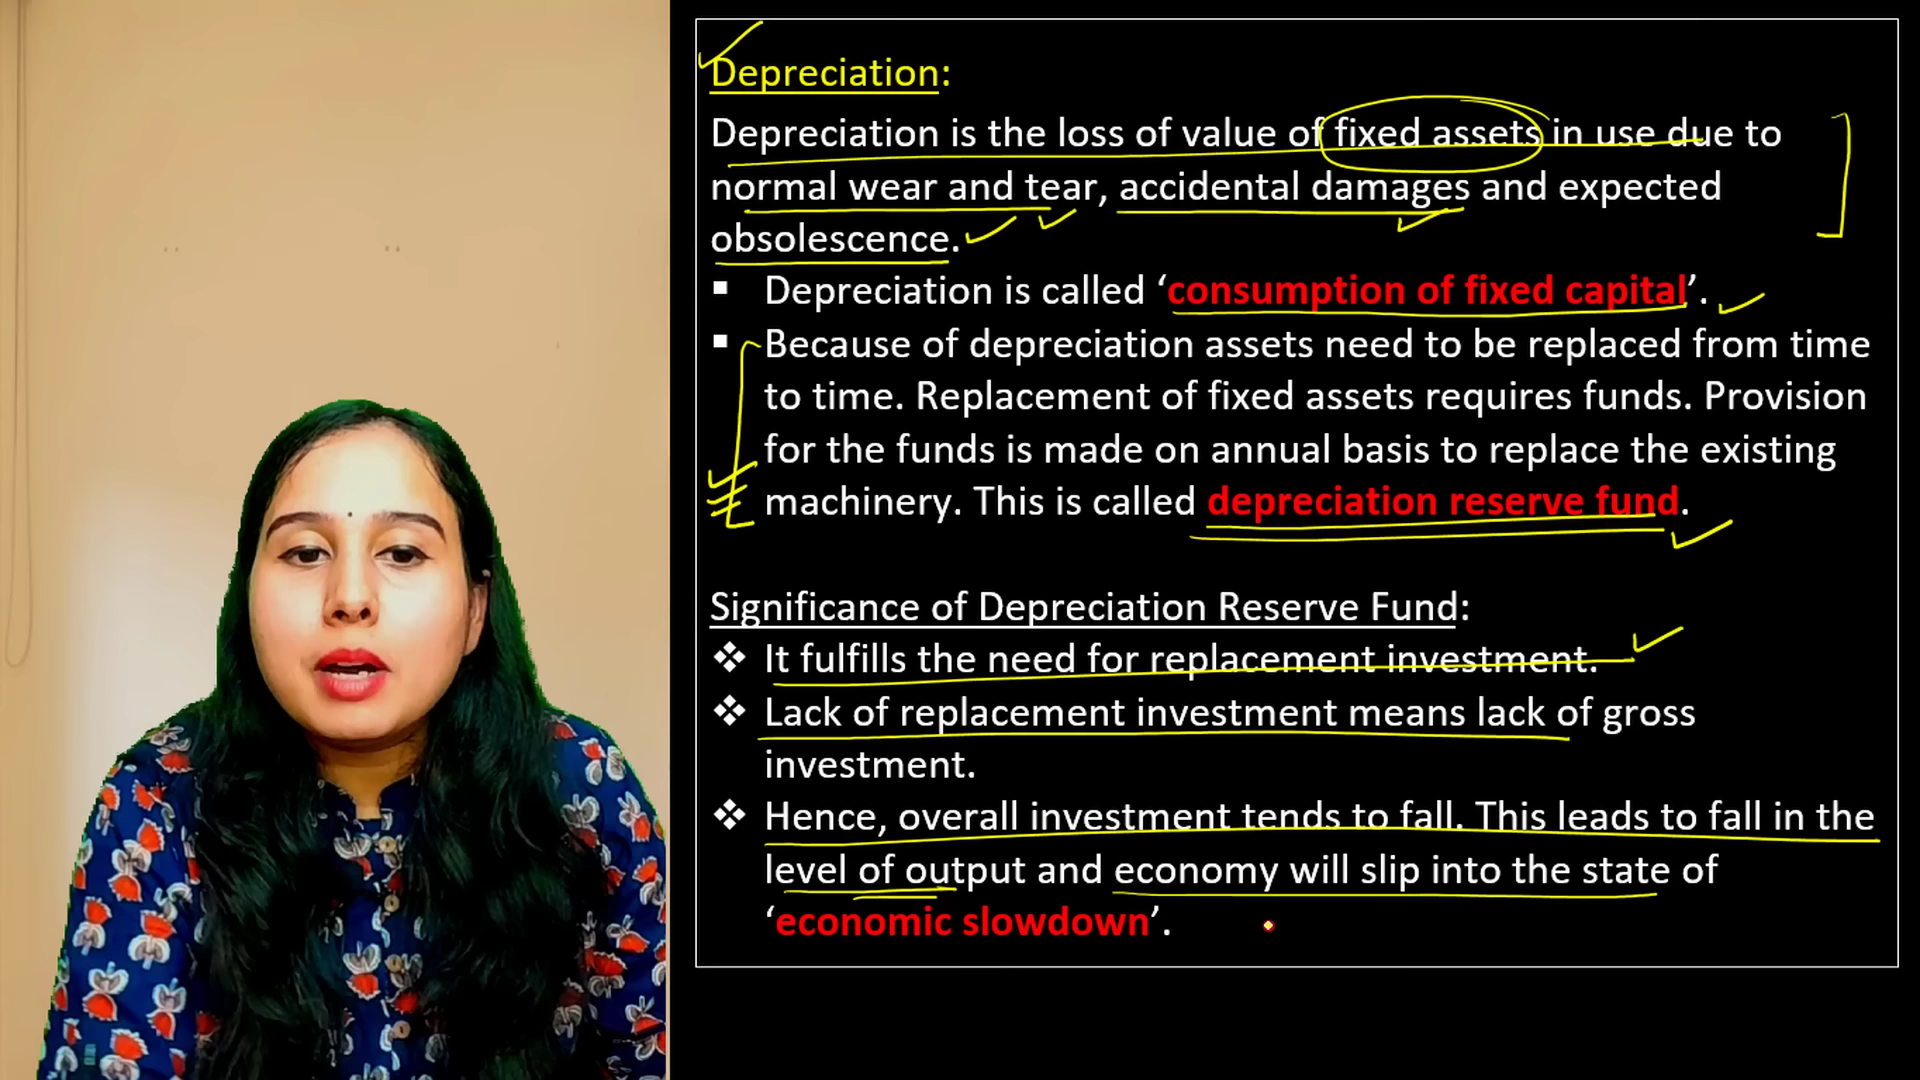 Depreciation:
Depreciation is the loss of value of fixed assets in use due to
normal wear and tear, accidental damages and expected
obsolescence.
▪ Depreciation is called ‘consumption of fixed capital’.
▪ Because of depreciation assets need to be replaced from time
to time. Replacement of fixed assets requires funds. Provision
for the funds is made on annual basis to replace the existing
machinery. This is called depreciation reserve fund.
Significance of Depreciation Reserve Fund:
❖ It fulfills the need for replacement investment.
❖ Lack of replacement investment means lack of gross
investment.
❖ Hence, overall investment tends to fall. This leads to fall in the
level of output and economy will slip into the state of
‘economic slowdown’.